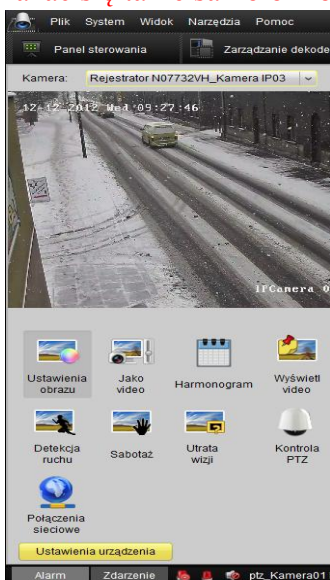 Plik System Widok Narzędzia Pomoc
Panel sterowania Zarządzanie dekode
Kamera: Rejestrator N07732VH_Kamera IP03
12-12-2012 Wed 09:27:46
IPCamera 0
Ustawienia obrazu
Jako video
Harmonogram
Wyświetl video
Detekcja ruchu
Sabotaż
Utrata wizji
Kontrola PTZ
Połączenia sieciowe
Ustawienia urządzenia
Alarm Zdarzenie ptz_Kamera01